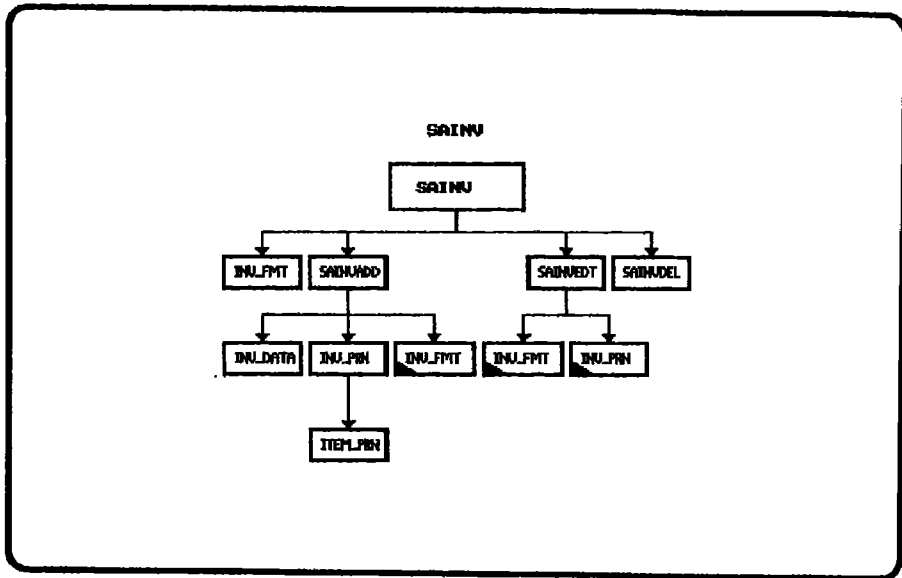 SAINV
SAINV
INV_FMT SAINVADD SAINVEDT SAINVDEL
INV_DATA INV_PRN INV_FMT INV_FMT INV_PRN
ITEM_PRN